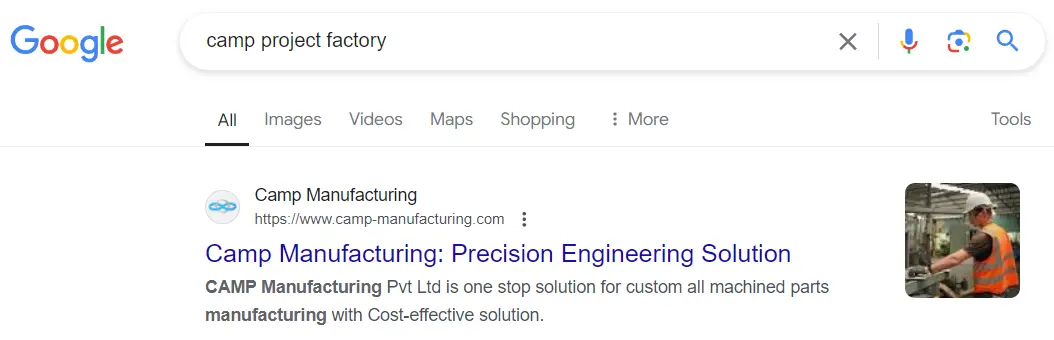 Google
camp project factory
All Images Videos Maps Shopping More Tools
Camp Manufacturing
https://www.camp-manufacturing.com
Camp Manufacturing: Precision Engineering Solution
CAMP Manufacturing Pvt Ltd is one stop solution for custom all machined parts
manufacturing with Cost-effective solution.